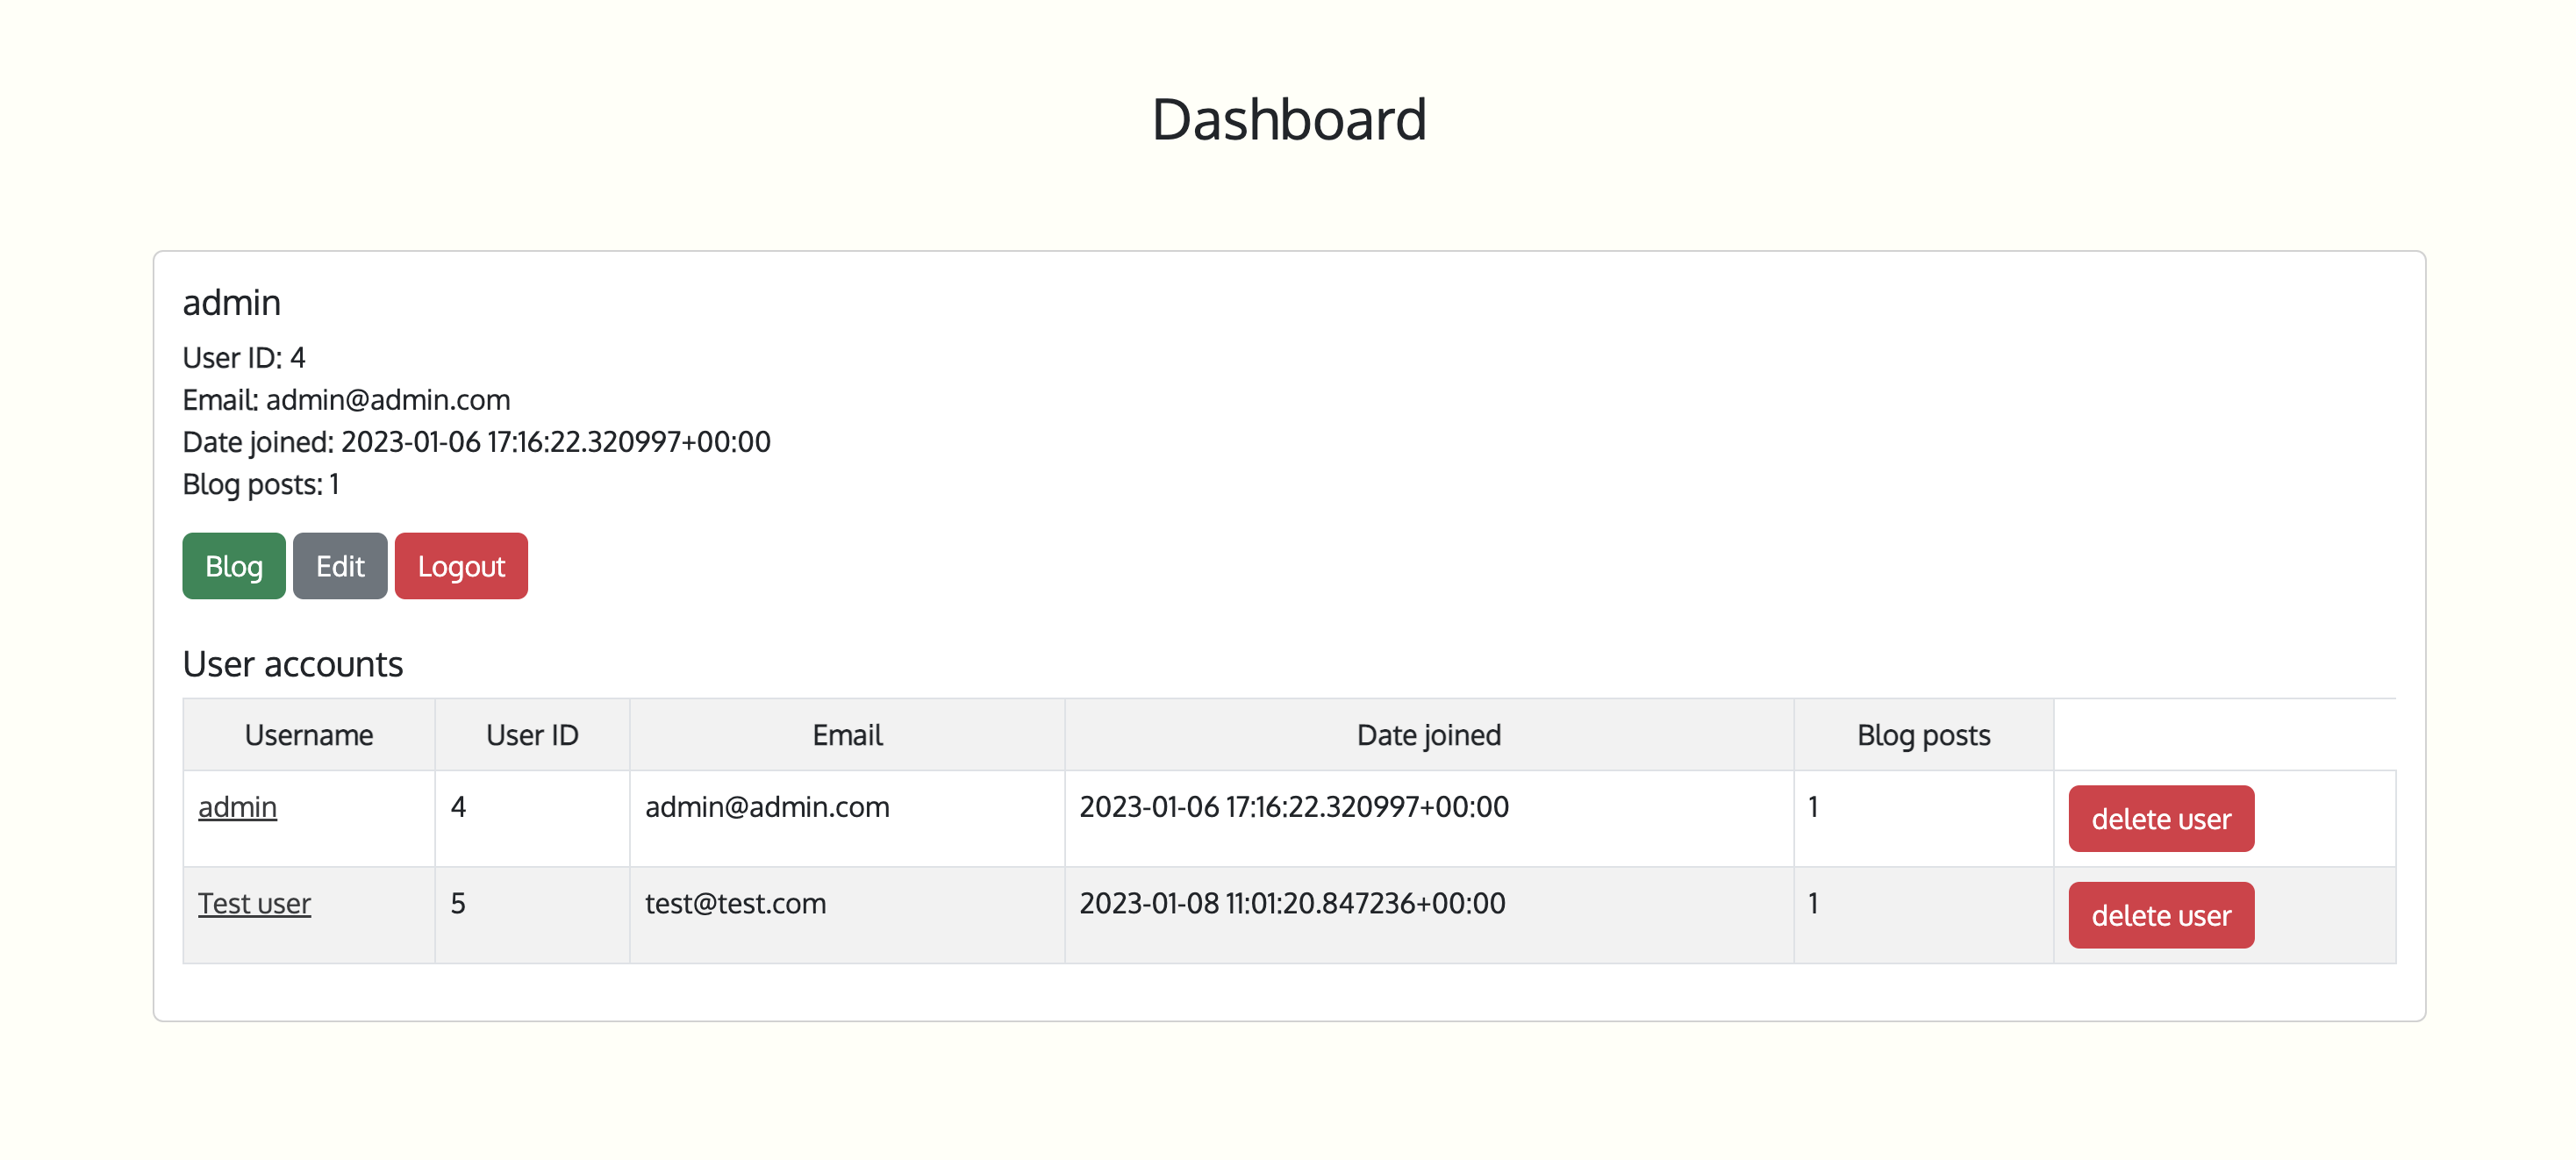 Dashboard
admin
User ID: 4
Email: admin@admin.com
Date joined: 2023-01-06 17:16:22.320997+00:00
Blog posts: 1
Blog Edit Logout
User accounts
Username User ID Email Date joined Blog posts
admin 4 admin@admin.com 2023-01-06 17:16:22.320997+00:00 1 delete user
Test user 5 test@test.com 2023-01-08 11:01:20.847236+00:00 1 delete user